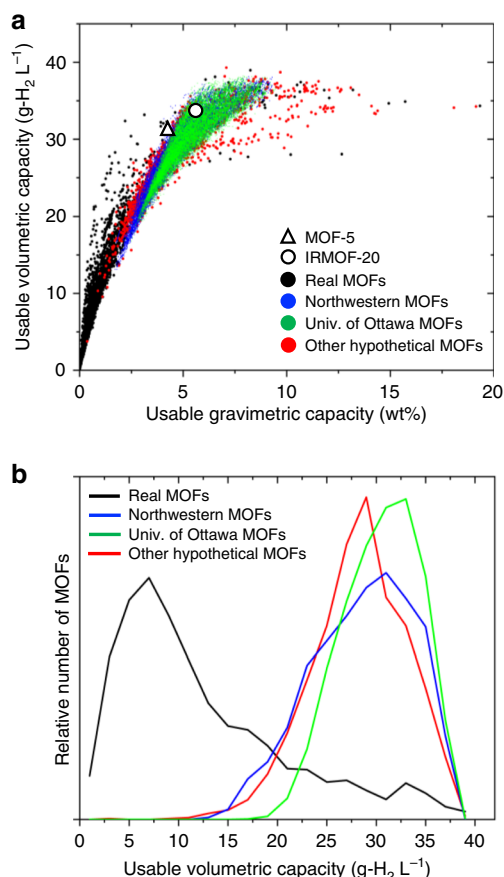 a
Usable volumetric capacity (g-H₂ L⁻¹)
40
30
20
10
0
MOF-5
IRMOF-20
Real MOFs
Northwestern MOFs
Univ. of Ottawa MOFs
Other hypothetical MOFs
0 5 10 15 20
Usable gravimetric capacity (wt%)
b
Relative number of MOFs
Real MOFs
Northwestern MOFs
Univ. of Ottawa MOFs
Other hypothetical MOFs
0 5 10 15 20 25 30 35 40
Usable volumetric capacity (g-H₂ L⁻¹)